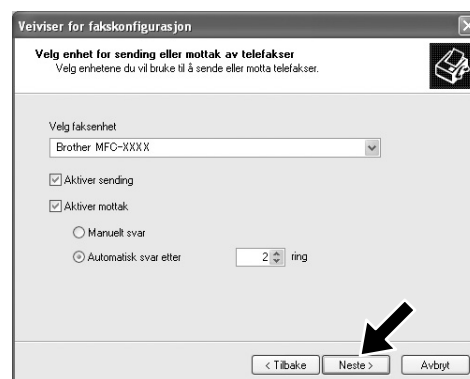 Veiviser for fakskonfigurasjon
Velg enhet for sending eller mottak av telefakser
Velg enhetene du vil bruke til å sende eller motta telefakser.
Velg faksenhet
Brother MFC-XXXX
Aktiver sending
Aktiver mottak
Manuelt svar
Automatisk svar etter 2 ring
< Tilbake Neste > Avbryt